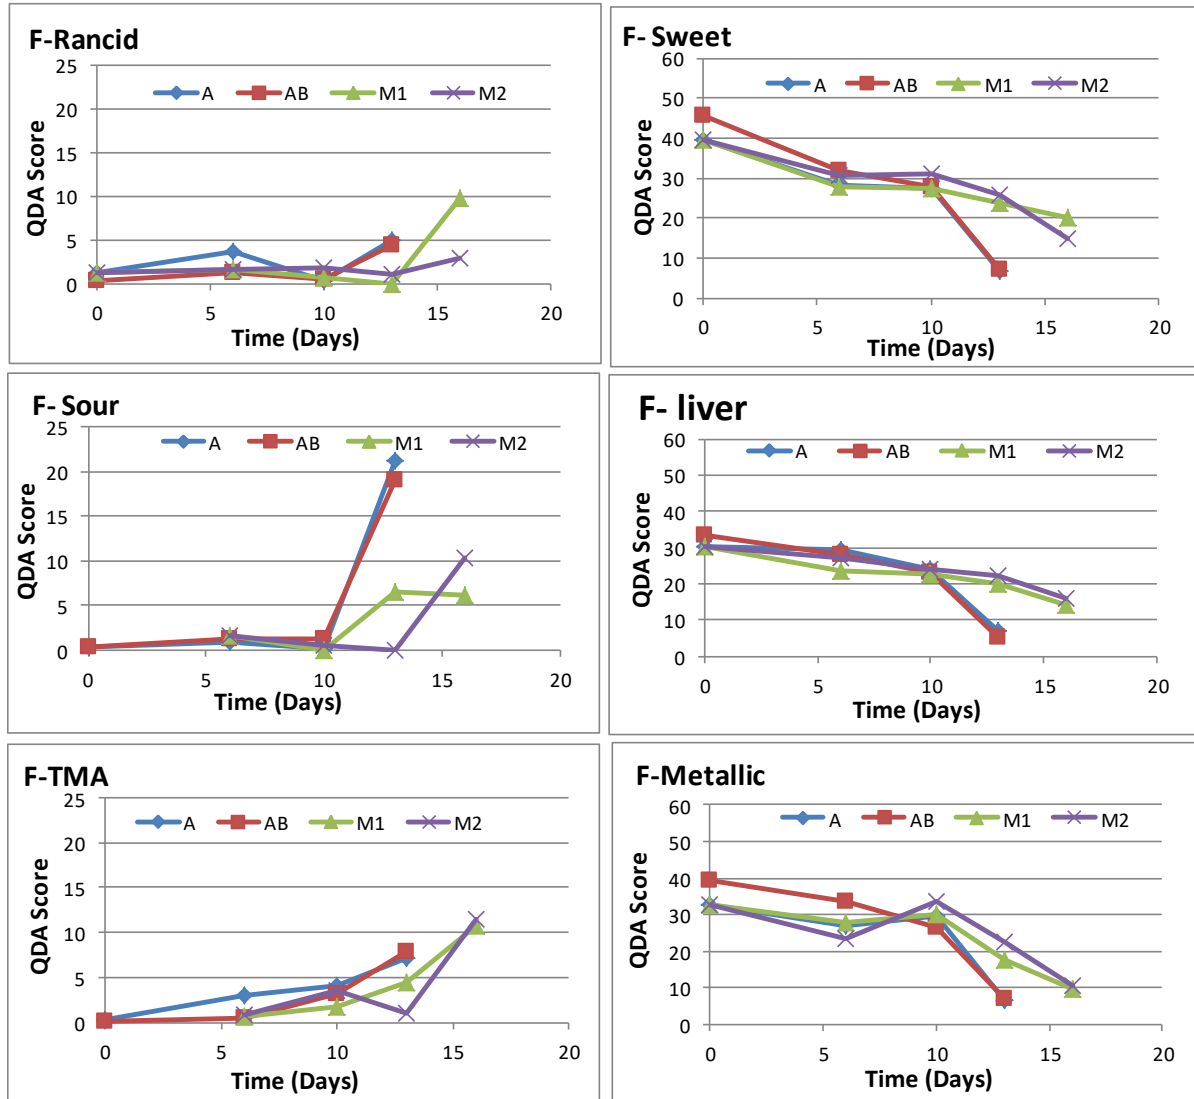 F-Rancid
A AB M1 M2
QDA Score
25
20
15
10
5
0
0 5 10 15 20
Time (Days)
F- Sweet
A AB M1 M2
QDA Score
60
50
40
30
20
10
0
0 5 10 15 20
Time (Days)
F- Sour
A AB M1 M2
QDA Score
25
20
15
10
5
0
0 5 10 15 20
Time (Days)
F- liver
A AB M1 M2
QDA Score
60
50
40
30
20
10
0
0 5 10 15 20
Time (Days)
F-TMA
A AB M1 M2
QDA Score
25
20
15
10
5
0
0 5 10 15 20
Time (Days)
F-Metallic
A AB M1 M2
QDA Score
60
50
40
30
20
10
0
0 5 10 15 20
Time (Days)